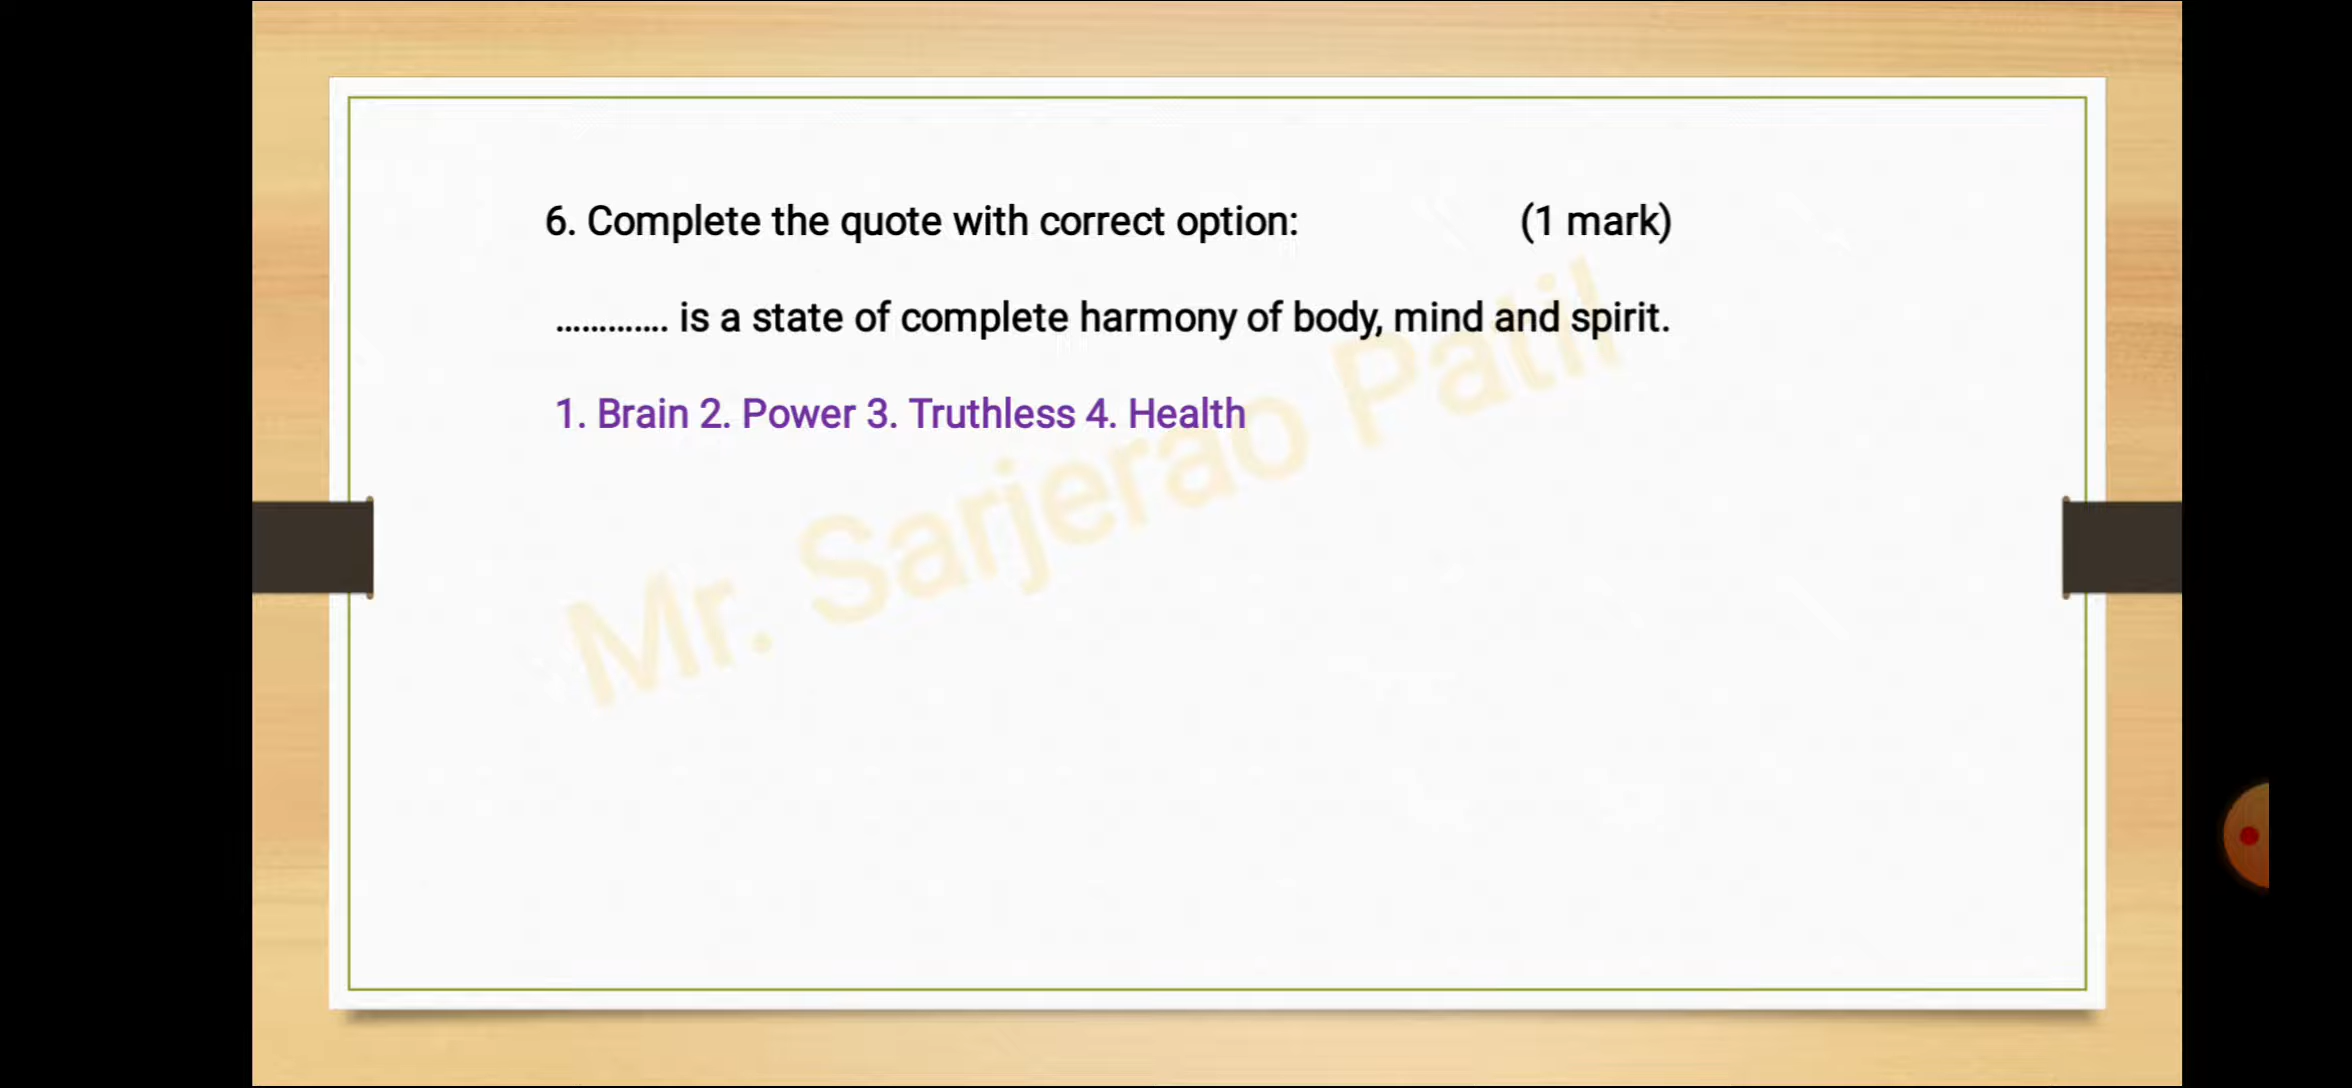 6. Complete the quote with correct option: (1 mark)
............. is a state of complete harmony of body, mind and spirit.
1. Brain 2. Power 3. Truthless 4. Health
Mr. Sarjerao Patil